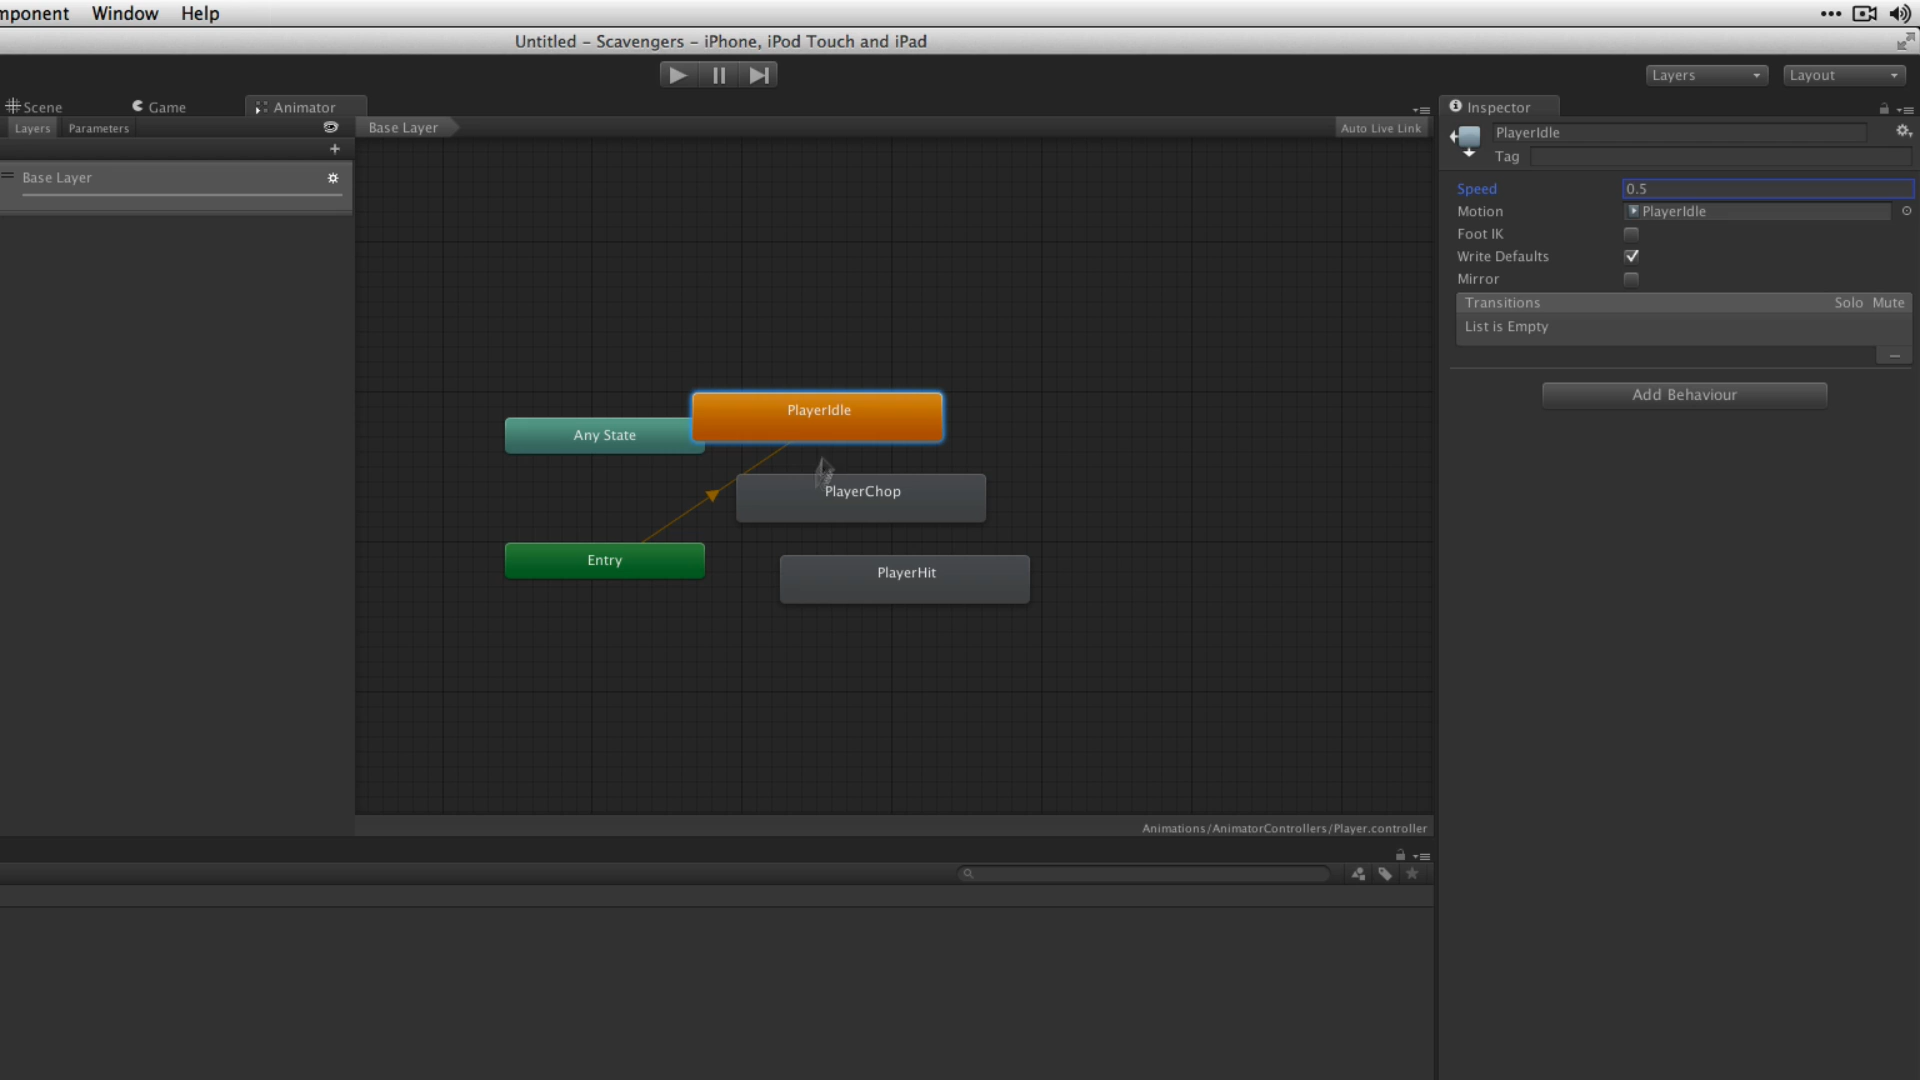 mponent Window Help
Untitled - Scavengers - iPhone, iPod Touch and iPad
Layers Layout
Scene Game Animator
Inspector
Layers Parameters
Base Layer
Auto Live Link
PlayerIdle
Tag
Base Layer
Speed 0.5
Motion PlayerIdle
Foot IK
Write Defaults
Mirror
Transitions Solo Mute
List is Empty
Add Behaviour
PlayerIdle
Any State
PlayerChop
Entry
PlayerHit
Animations/AnimatorControllers/Player.controller